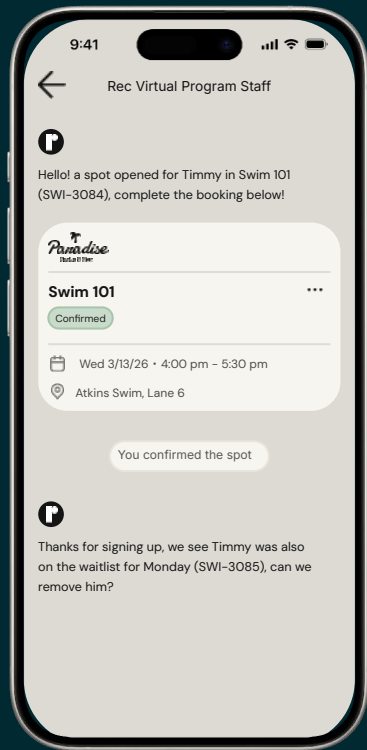 9:41
Rec Virtual Program Staff
Hello! a spot opened for Timmy in Swim 101
(SWI-3084), complete the booking below!
Paradise
Swim 101
Confirmed
Wed 3/13/26 • 4:00 pm - 5:30 pm
Atkins Swim, Lane 6
You confirmed the spot
Thanks for signing up, we see Timmy was also
on the waitlist for Monday (SWI-3085), can we
remove him?